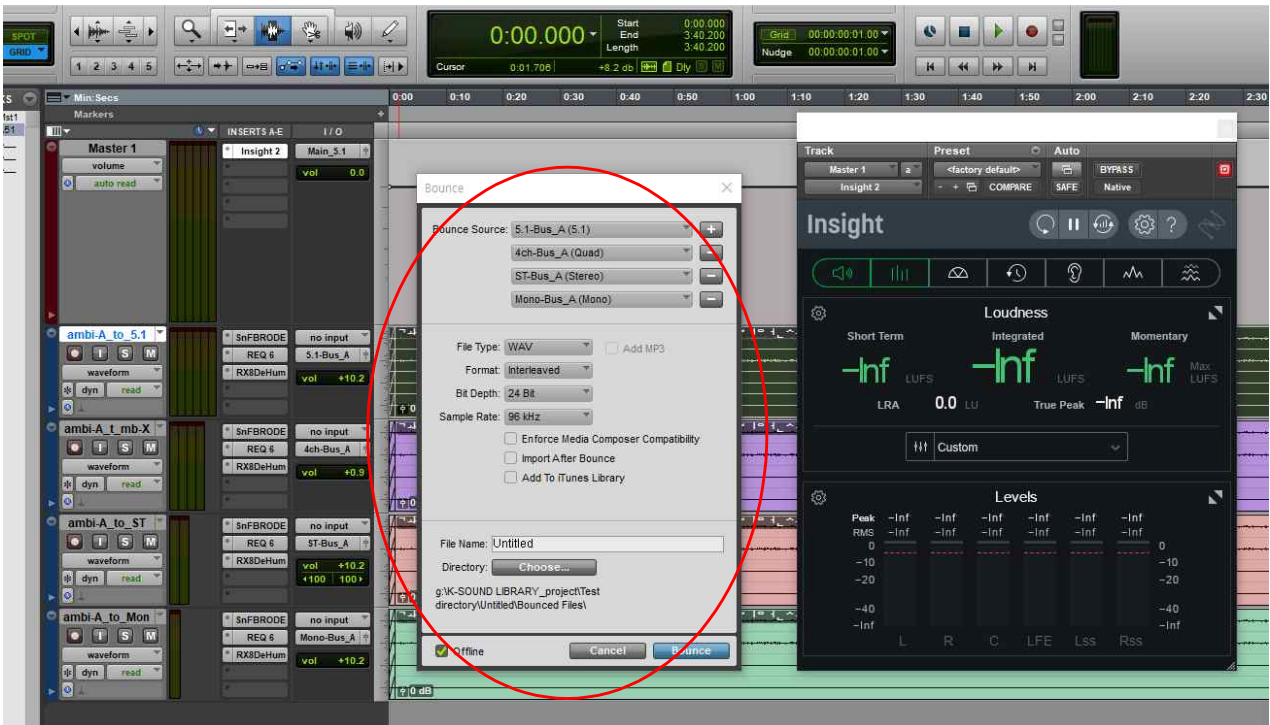 SPOT
GRID
1 2 3 4 5
0:00.000
Start 0:00.000
End 3:40.200
Length 3:40.200
Cursor 0:01.706
+8.2 db
Dly
Grid 00:00:00:01.00
Nudge 00:00:00:01.00
Min:Secs
0:00 0:10 0:20 0:30 0:40 0:50 1:00 1:10 1:20 1:30 1:40 1:50 2:00 2:10 2:20 2:30
Markers
INSERTS A-E
I / O
Master 1
volume
auto read
Insight 2
Main_5.1
vol 0.0
ambi-A_to_5.1
I S M
waveform
dyn read
SnFBRODE
REQ 6
RX8DeHum
no input
5.1-Bus_A
vol +10.2
ambi-A_t_mb-X
I S M
waveform
dyn read
SnFBRODE
REQ 6
RX8DeHum
no input
4ch-Bus_A
vol +0.9
ambi-A_to_ST
I S M
waveform
dyn read
SnFBRODE
REQ 6
RX8DeHum
no input
ST-Bus_A
vol +10.2
100 100
ambi-A_to_Mon
I S M
waveform
dyn read
SnFBRODE
REQ 6
RX8DeHum
no input
Mono-Bus_A
vol +10.2
0 dB
Bounce
Bounce Source: 5.1-Bus_A (5.1)
4ch-Bus_A (Quad)
ST-Bus_A (Stereo)
Mono-Bus_A (Mono)
File Type: WAV
Add MP3
Format: Interleaved
Bit Depth: 24 Bit
Sample Rate: 96 kHz
Enforce Media Composer Compatibility
Import After Bounce
Add To iTunes Library
File Name: Untitled
Directory: Choose...
g:\K-SOUND LIBRARY_project\Test
directory\Untitled\Bounced Files\
Offline
Cancel
Bounce
Track Preset Auto
Master 1 a <factory default> BYPASS
Insight 2 - + COMPARE SAFE Native
Insight
?
Loudness
Short Term Integrated Momentary
-Inf LUFS -Inf LUFS -Inf Max LUFS
LRA 0.0 LU True Peak -Inf dB
Custom
Levels
Peak -Inf -Inf -Inf -Inf -Inf -Inf
RMS -Inf -Inf -Inf -Inf -Inf -Inf
0 0
-10 -10
-20 -20
-40 -40
-Inf -Inf
L R C LFE Lss Rss